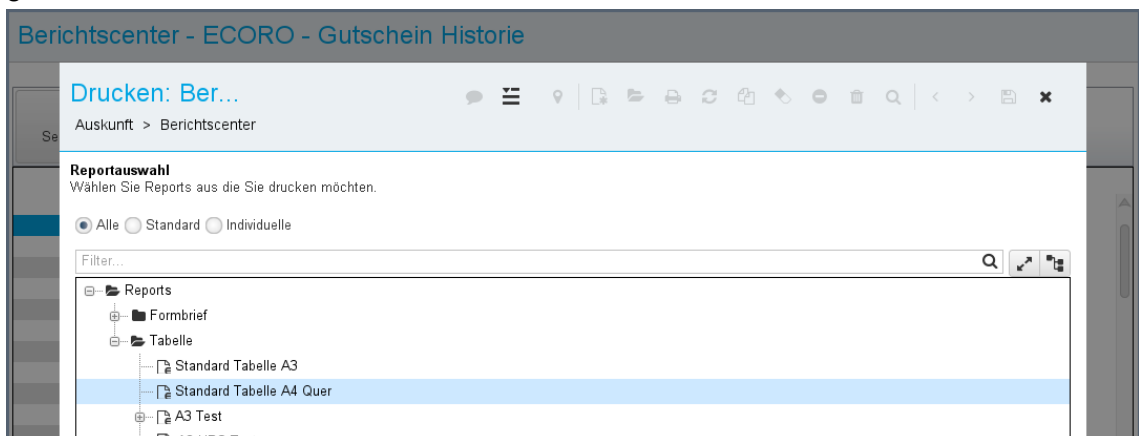 Berichtscenter - ECORO - Gutschein Historie
Drucken: Ber...
Auskunft > Berichtscenter
Se
Reportauswahl
Wählen Sie Reports aus die Sie drucken möchten.
Alle Standard Individuelle
Filter...
Reports
Formbrief
Tabelle
Standard Tabelle A3
Standard Tabelle A4 Quer
A3 Test